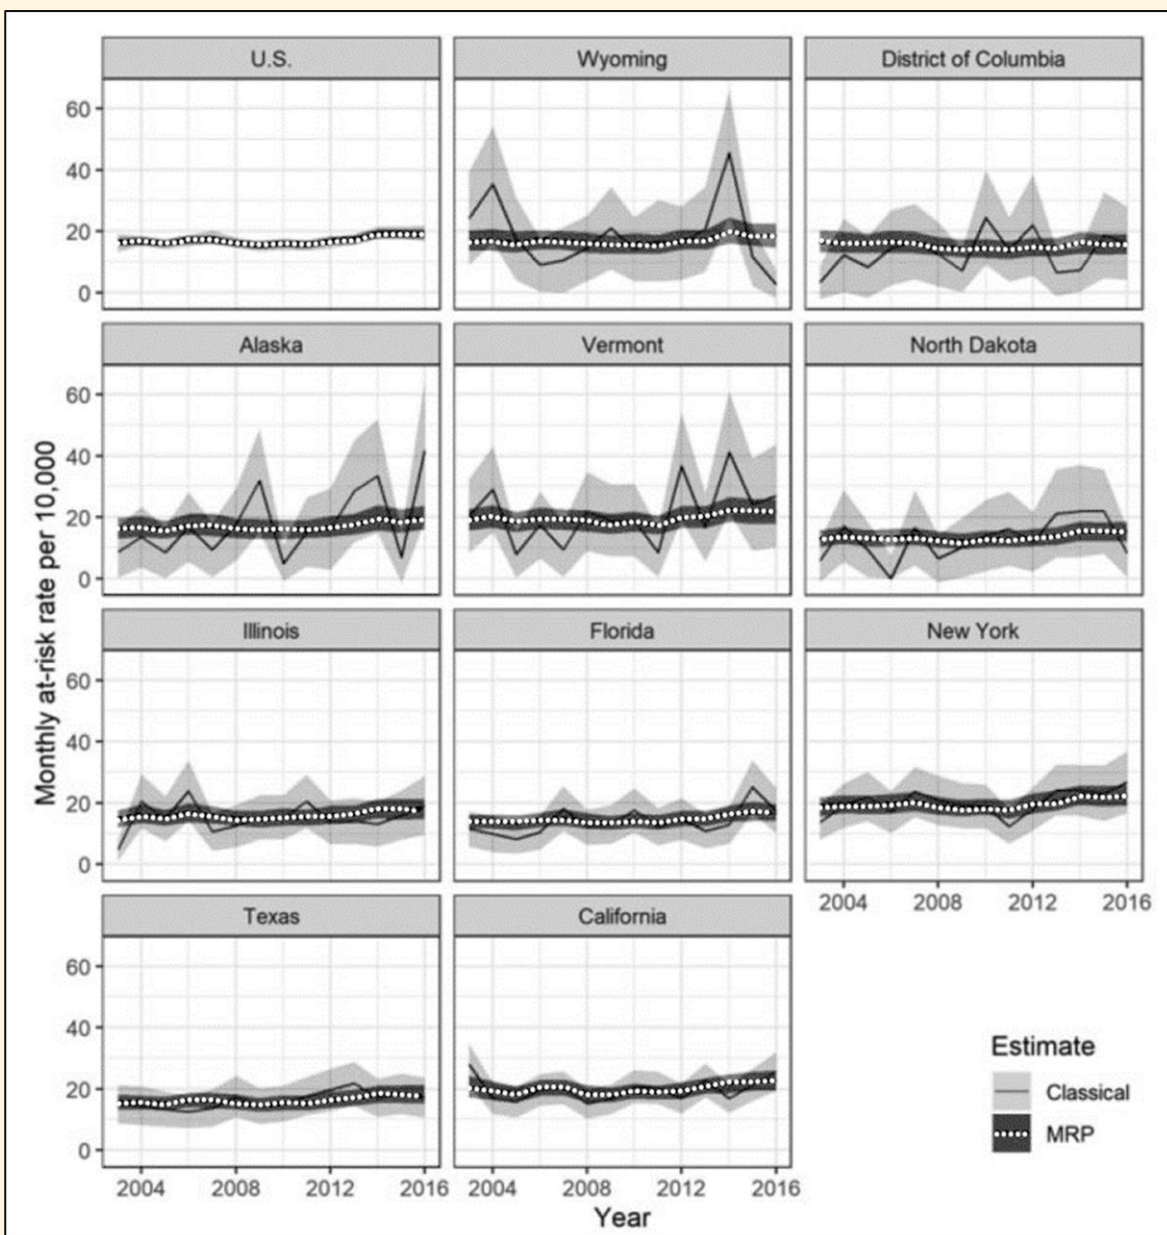 U.S. Wyoming District of Columbia
60
40
20
0
Alaska Vermont North Dakota
60
40
20
0
Monthly at-risk rate per 10,000
Illinois Florida New York
60
40
20
0
2004 2008 2012 2016
Texas California
60
40
20
0
2004 2008 2012 2016 2004 2008 2012 2016
Year
Estimate
Classical
MRP